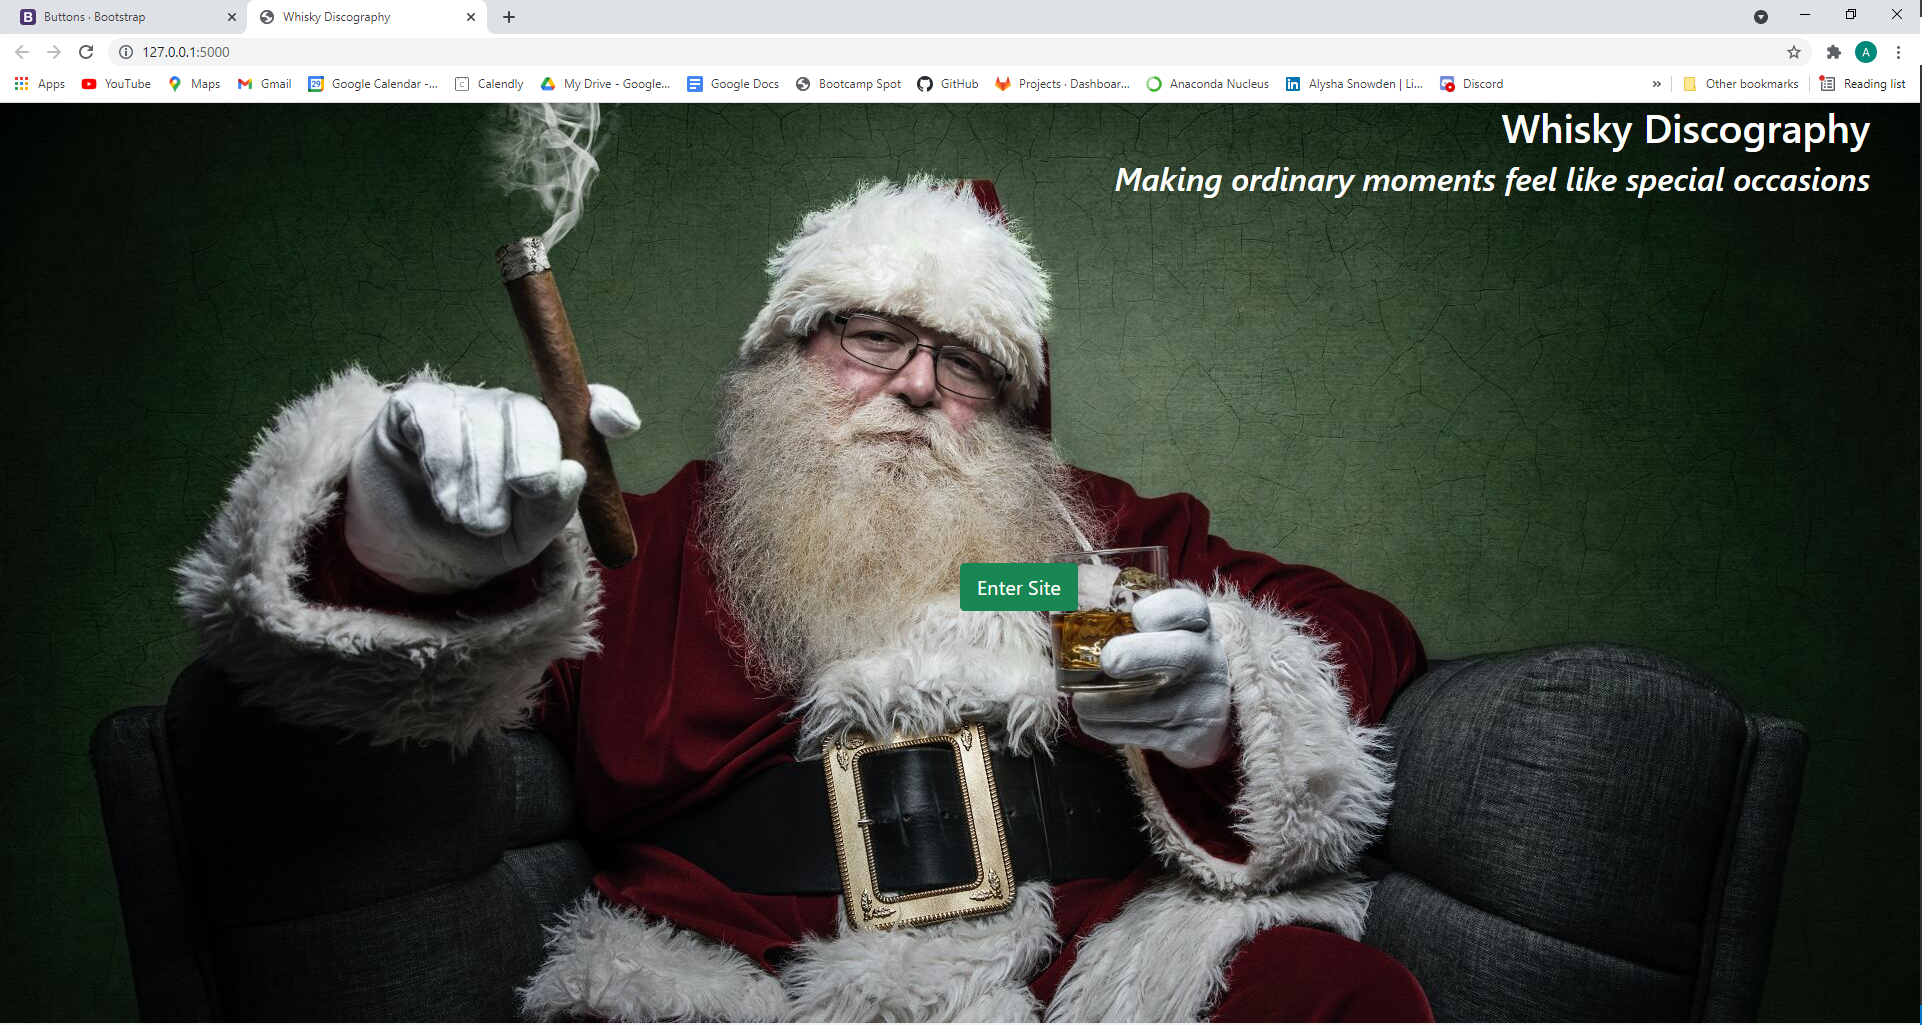 Buttons · Bootstrap
Whisky Discography
127.0.0.1:5000
A
Apps
YouTube
Maps
Gmail
Google Calendar -...
Calendly
My Drive - Google...
Google Docs
Bootcamp Spot
GitHub
Projects · Dashboar...
Anaconda Nucleus
Alysha Snowden | Li...
Discord
»
Other bookmarks
Reading list
Whisky Discography
Making ordinary moments feel like special occasions
Enter Site